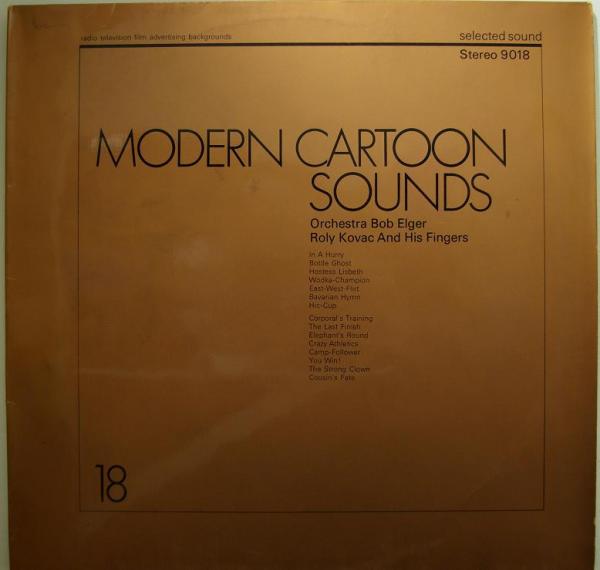 radio television film advertising backgrounds
selected sound
Stereo 9018
MODERN CARTOON
SOUNDS
Orchestra Bob Elger
Roly Kovac And His Fingers
In A Hurry
Bottle Ghost
Hostess Lisbeth
Wodka-Champion
East-West-Flirt
Bavarian Hymn
Hic-Cup
Corporal's Training
The Last Finish
Elephant's Round
Crazy Athletics
Camp-Follower
You Win!
The Strong Clown
Cousin's Fate
18